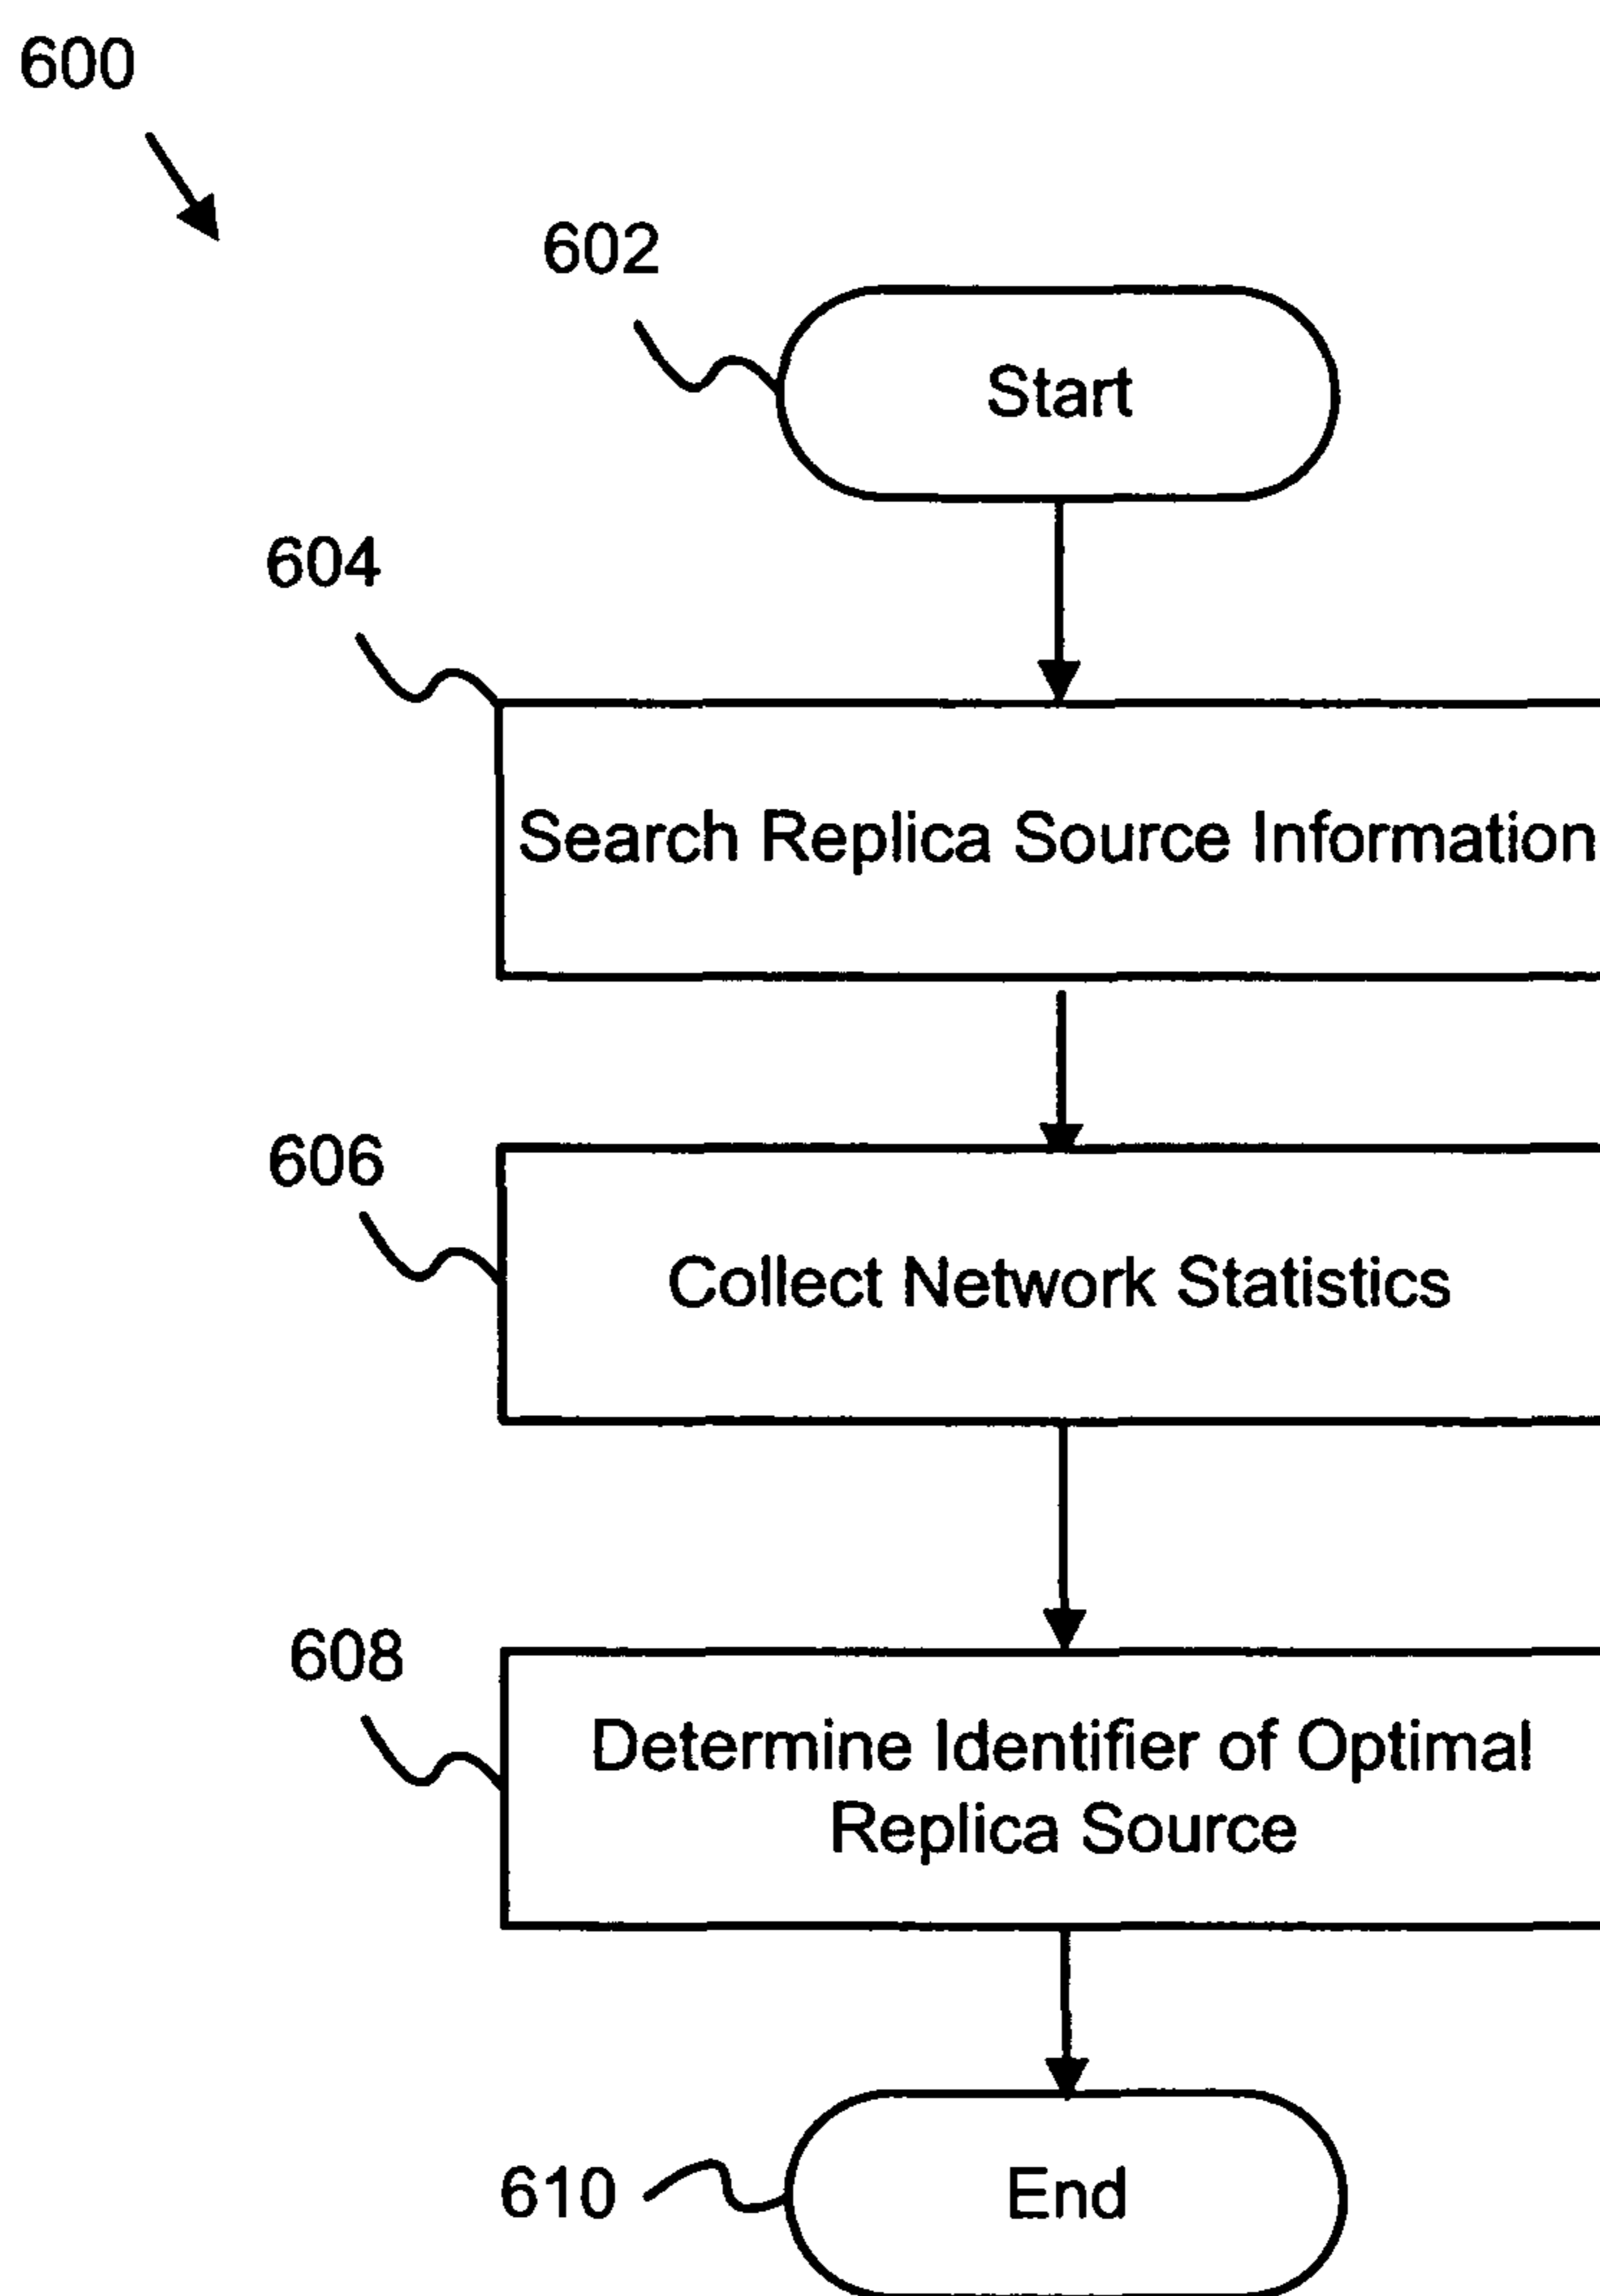 600
602
Start
604
Search Replica Source Information
606
Collect Network Statistics
608
Determine Identifier of Optimal
Replica Source
610
End